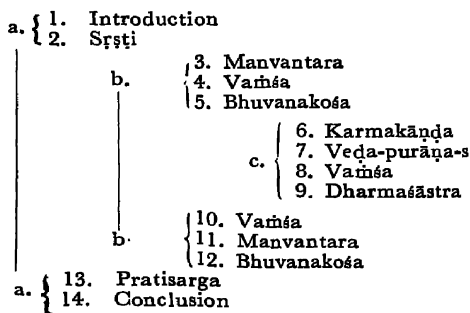 a. { 1. Introduction
2. Sṛṣṭi
b. { 3. Manvantara
4. Vaṁśa
5. Bhuvanakośa
c. { 6. Karmakāṇḍa
7. Veda-purāṇa-s
8. Vaṁśa
9. Dharmaśāstra
b. { 10. Vaṁśa
11. Manvantara
12. Bhuvanakośa
a. { 13. Pratisarga
14. Conclusion